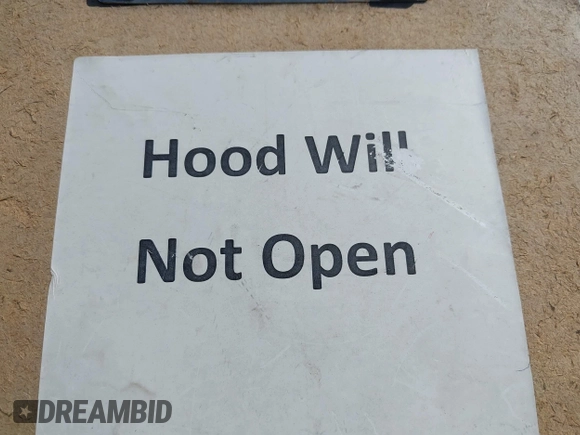 Hood Will
Not Open
DREAMBID